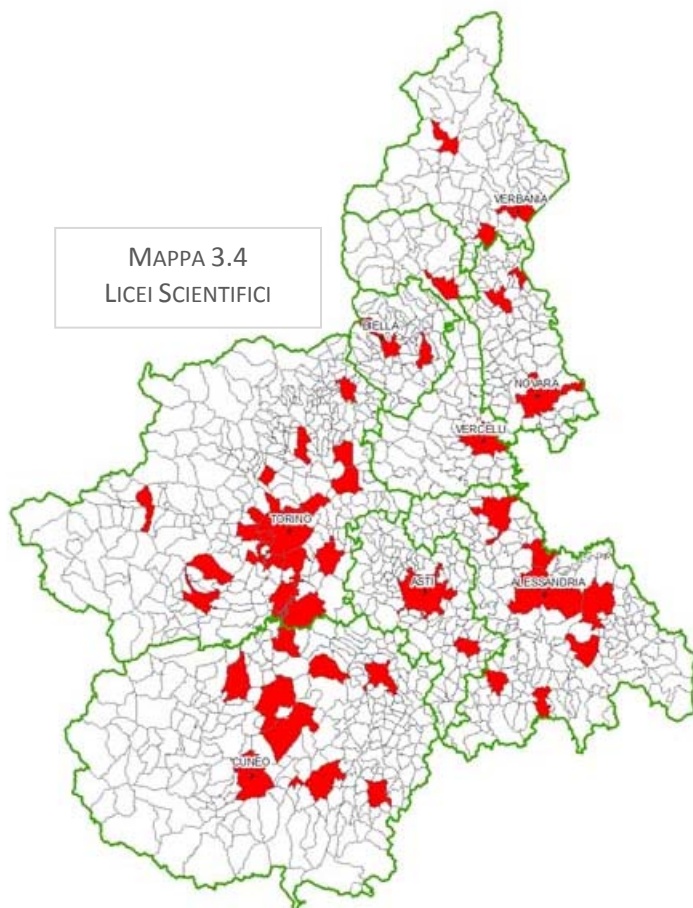 VERBANIA
MAPPA 3.4
LICEI SCIENTIFICI
BIELLA
NOVARA
VERCELLI
TORINO
ASTI
ALESSANDRIA
CUNEO